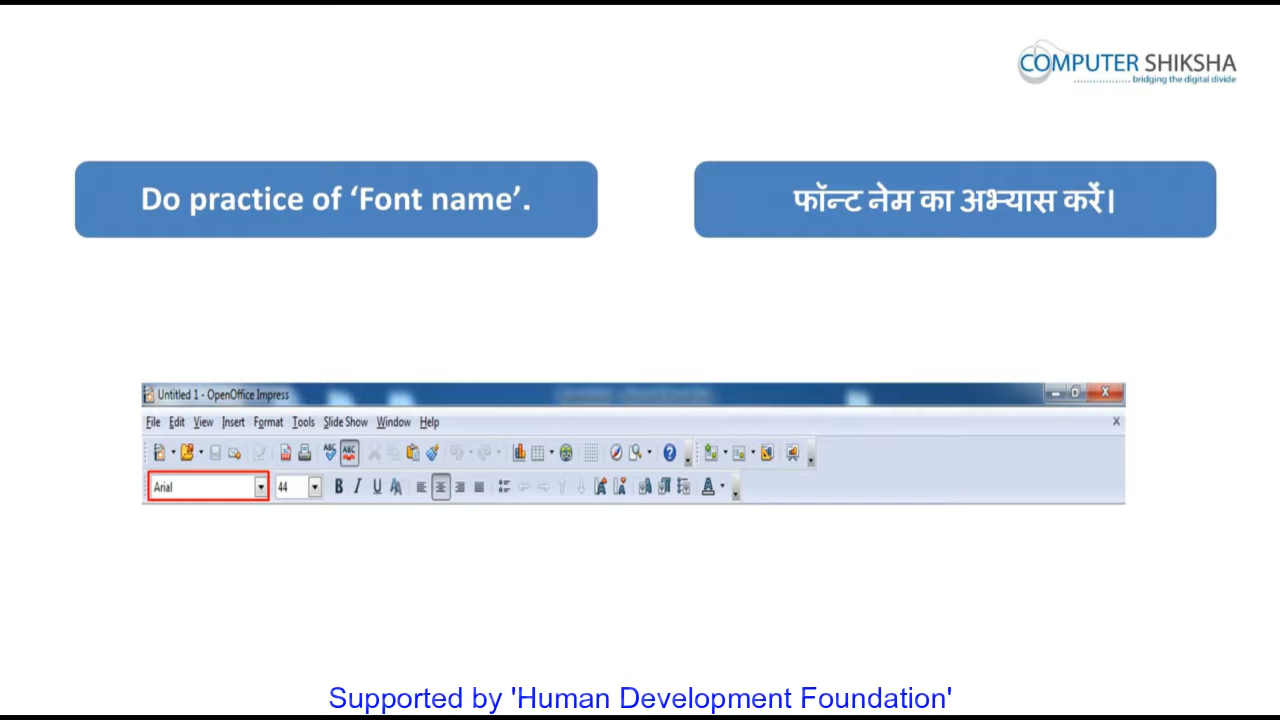 COMPUTER SHIKSHA
bridging the digital divide
Do practice of ‘Font name’.
फॉन्ट नेम का अभ्यास करें।
Untitled 1 - OpenOffice Impress
File Edit View Insert Format Tools Slide Show Window Help
Arial 44
Supported by 'Human Development Foundation'